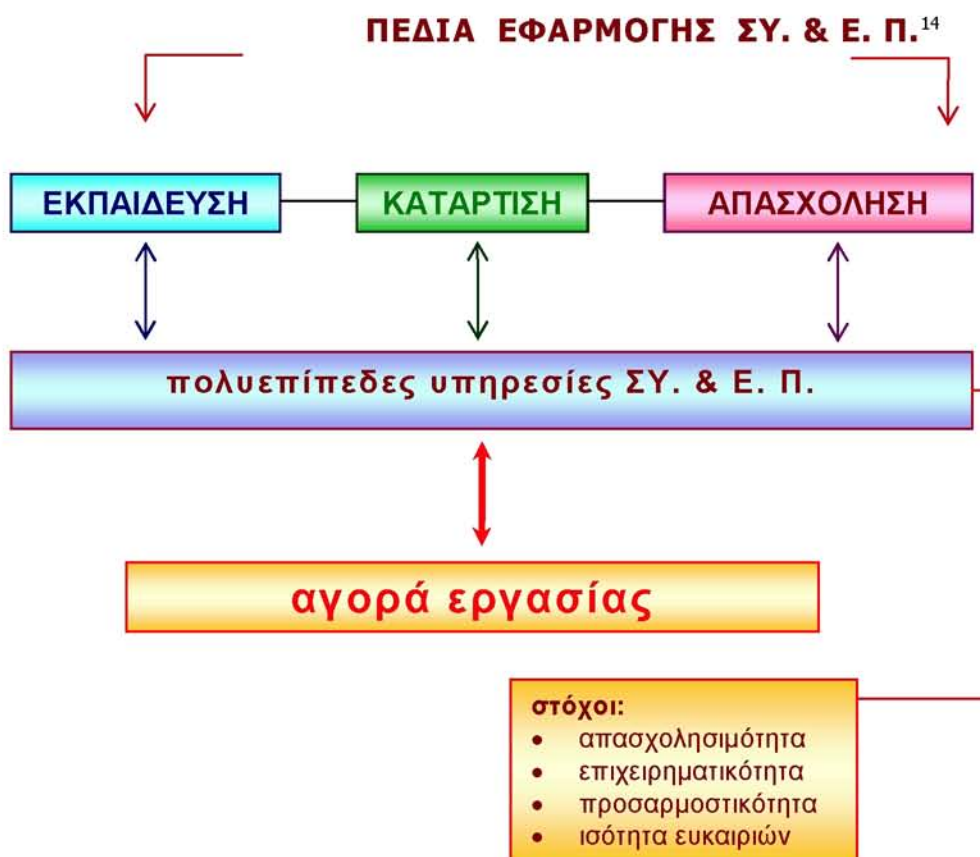 ΠΕΔΙΑ ΕΦΑΡΜΟΓΗΣ ΣΥ. & Ε. Π.14
ΕΚΠΑΙΔΕΥΣΗ ΚΑΤΑΡΤΙΣΗ ΑΠΑΣΧΟΛΗΣΗ
πολυεπίπεδες υπηρεσίες ΣΥ. & Ε. Π.
αγορά εργασίας
στόχοι:
• απασχολησιμότητα
• επιχειρηματικότητα
• προσαρμοστικότητα
• ισότητα ευκαιριών